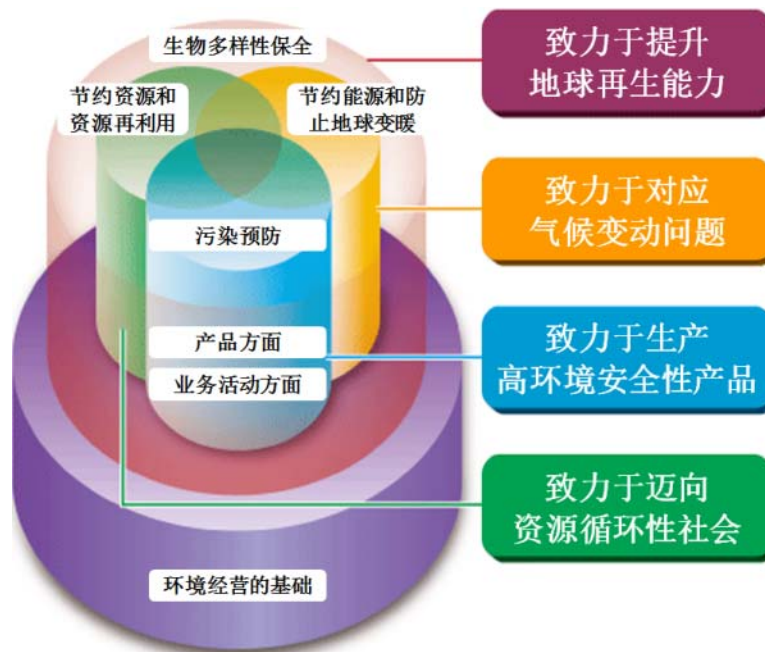 生物多样性保全
节约资源和
资源再利用
节约能源和防
止地球变暖
污染预防
产品方面
业务活动方面
环境经营的基础
致力于提升
地球再生能力
致力于对应
气候变动问题
致力于生产
高环境安全性产品
致力于迈向
资源循环性社会